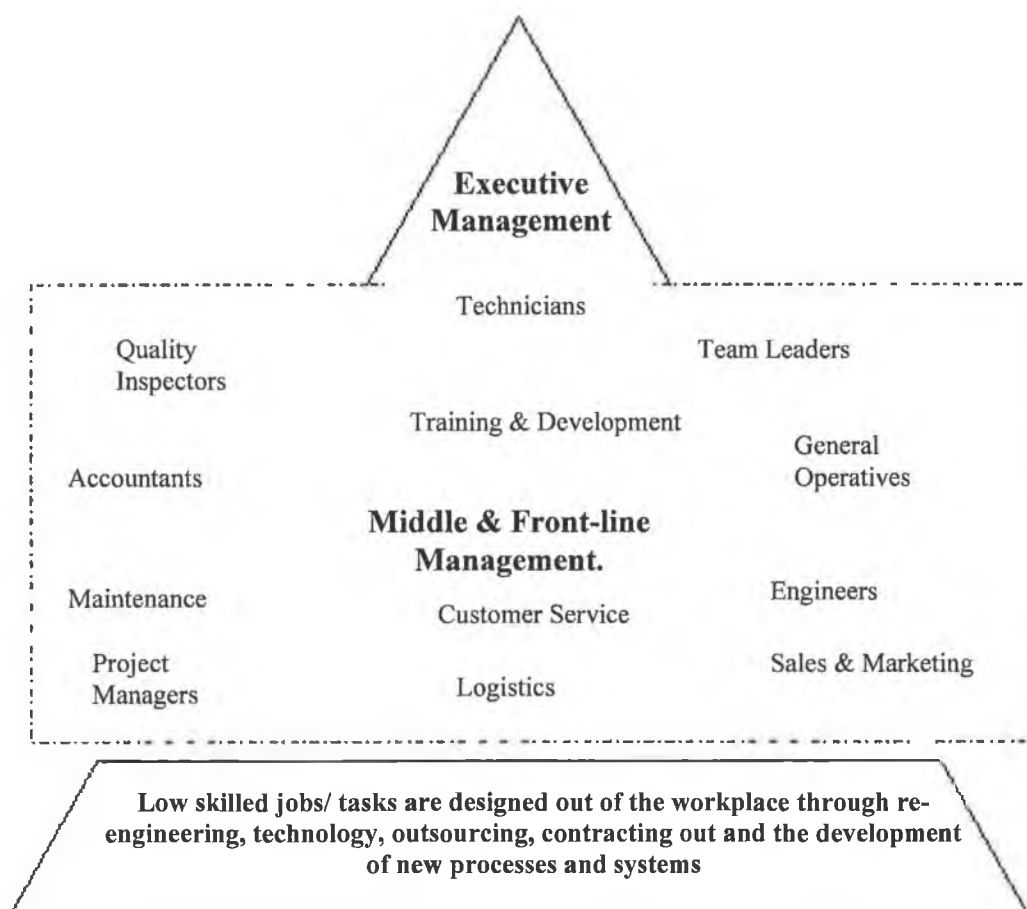 Executive
Management
Technicians
Quality
Inspectors
Team Leaders
Training & Development
General
Operatives
Accountants
Middle & Front-line
Management.
Maintenance
Engineers
Customer Service
Project
Managers
Sales & Marketing
Logistics
Low skilled jobs/ tasks are designed out of the workplace through re-
engineering, technology, outsourcing, contracting out and the development
of new processes and systems